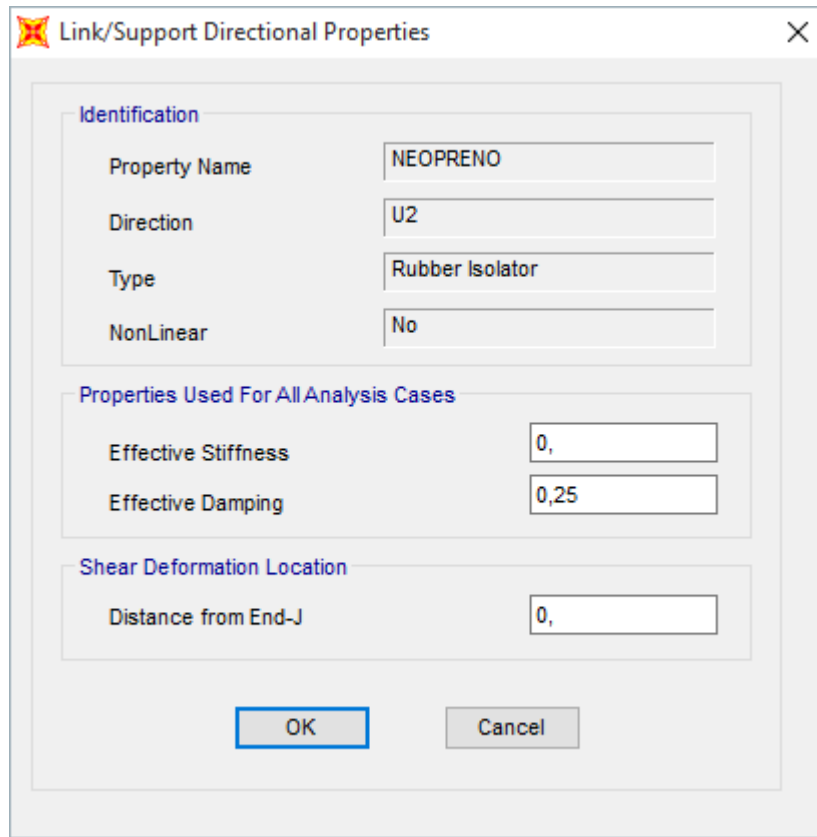 Link/Support Directional Properties
Identification
Property Name NEOPRENO
Direction U2
Type Rubber Isolator
NonLinear No
Properties Used For All Analysis Cases
Effective Stiffness 0,
Effective Damping 0,25
Shear Deformation Location
Distance from End-J 0,
OK Cancel